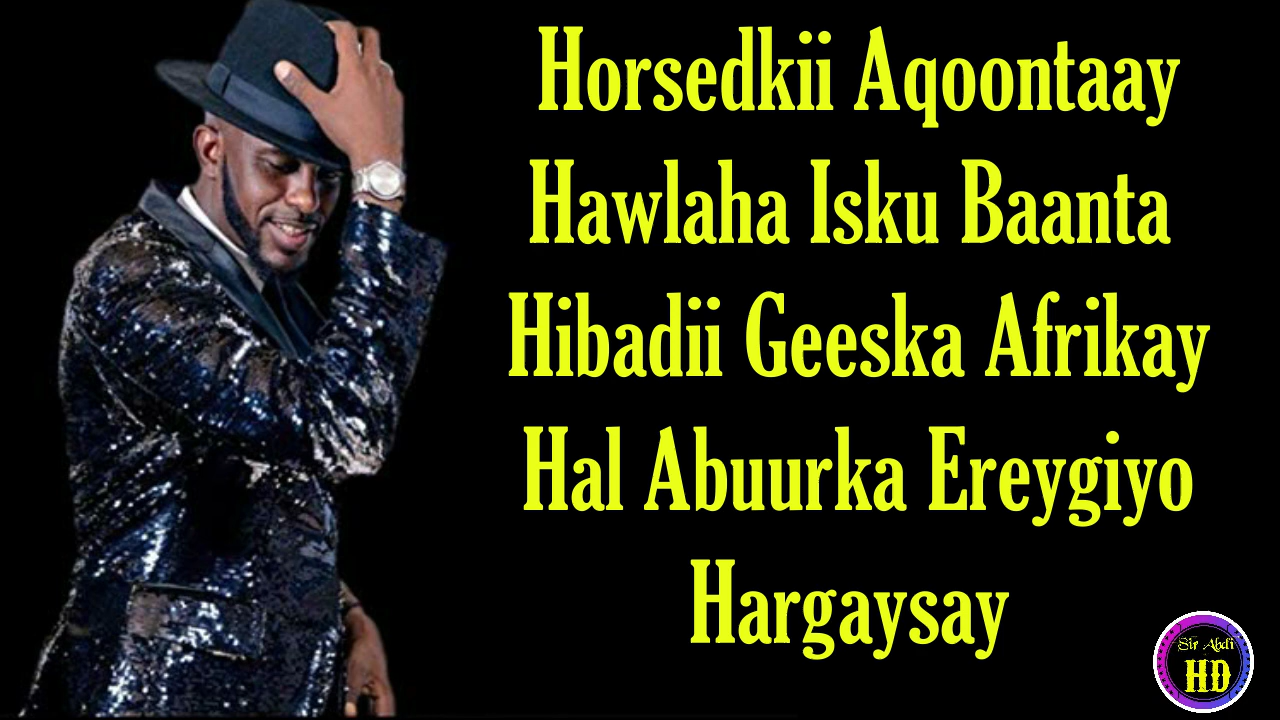 Horsedkii Aqoontaay
Hawlaha Isku Baanta
Hibadii Geeska Afrikay
Hal Abuurka Ereygiyo
Hargaysay
Sir Abdi
HD